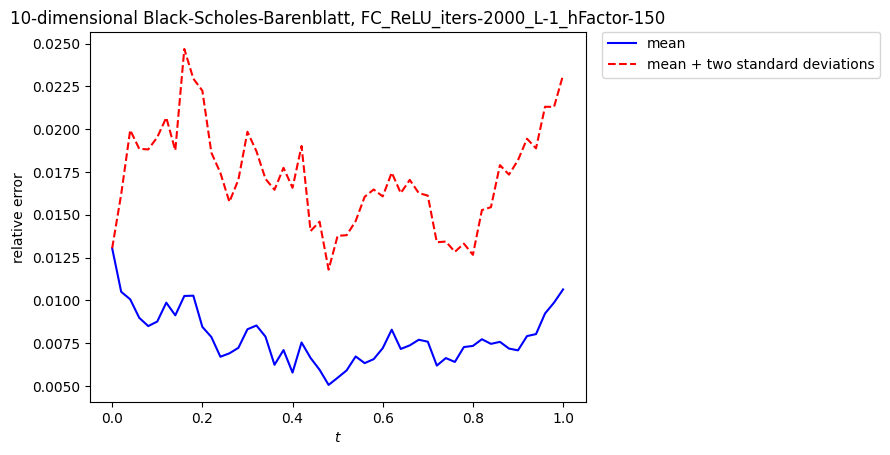 10-dimensional Black-Scholes-Barenblatt, FC_ReLU_iters-2000_L-1_hFactor-150
mean
mean + two standard deviations
relative error
0.0250
0.0225
0.0200
0.0175
0.0150
0.0125
0.0100
0.0075
0.0050
0.0 0.2 0.4 0.6 0.8 1.0
t